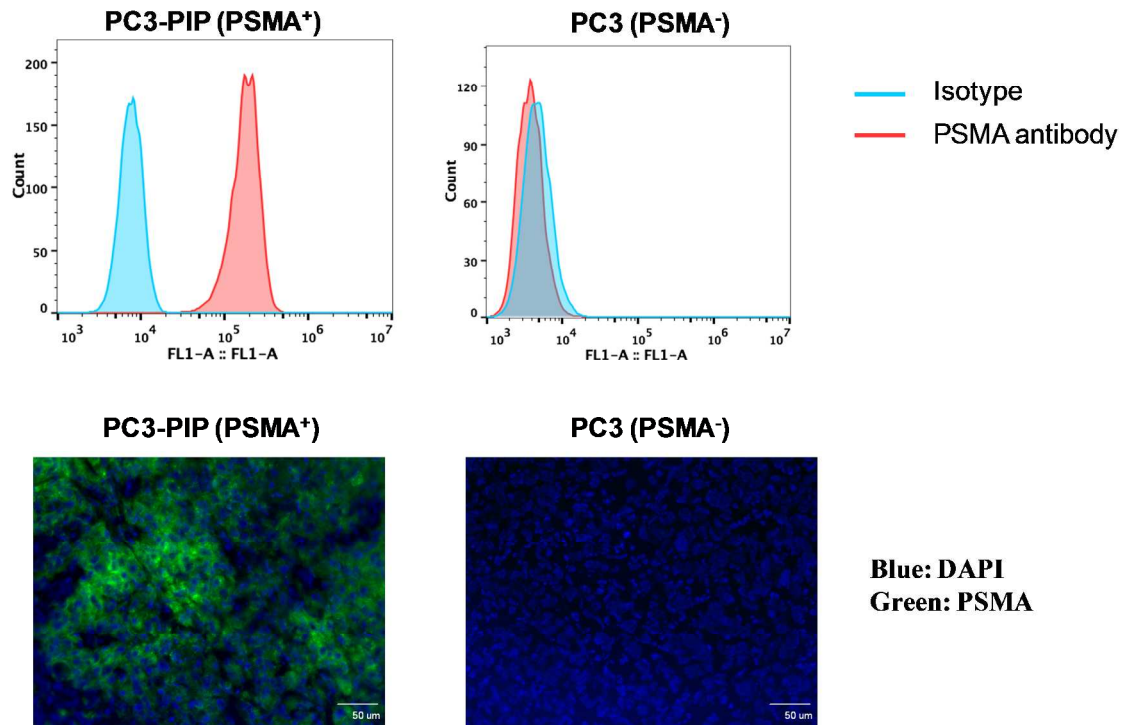 PC3-PIP (PSMA⁺)
PC3 (PSMA⁻)
200
150
100
50
0
Count
10³ 10⁴ 10⁵ 10⁶ 10⁷
FL1-A :: FL1-A
120
90
60
30
0
Count
10³ 10⁴ 10⁵ 10⁶ 10⁷
FL1-A :: FL1-A
Isotype
PSMA antibody
PC3-PIP (PSMA⁺)
PC3 (PSMA⁻)
50 um
50 um
Blue: DAPI
Green: PSMA